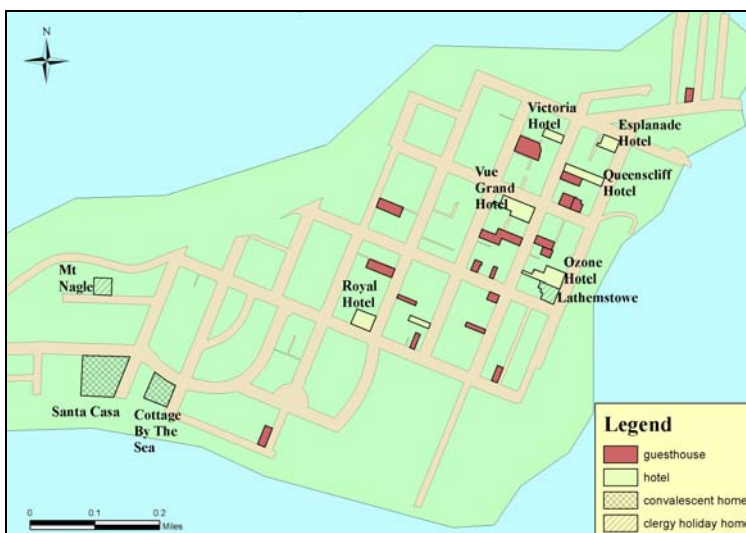 N
Victoria
Hotel
Esplanade
Hotel
Vue
Grand
Hotel
Queenscliff
Hotel
Mt
Nagle
Royal
Hotel
Ozone
Hotel
Lathemstowe
Santa Casa
Cottage
By The
Sea
Legend
guesthouse
hotel
convalescent home
clergy holiday home
0 0.1 0.2
Miles